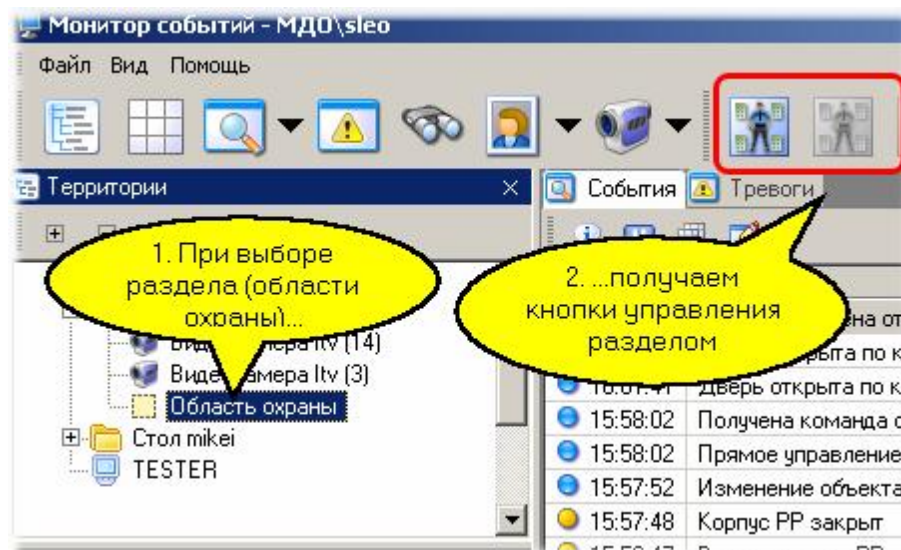 Монитор событий - МДО\sleo
Файл Вид Помощь
Территории
События
Тревоги
1. При выборе
раздела (области
охраны)...
2. ...получаем
кнопки управления
разделом
Itv (14)
Itv (3)
Область охраны
Стол mikei
TESTER
Дверь открыта по к
15:58:02 Получена команда
15:58:02 Прямое управление
15:57:52 Изменение объекта
15:57:48 Корпус РР закрыт